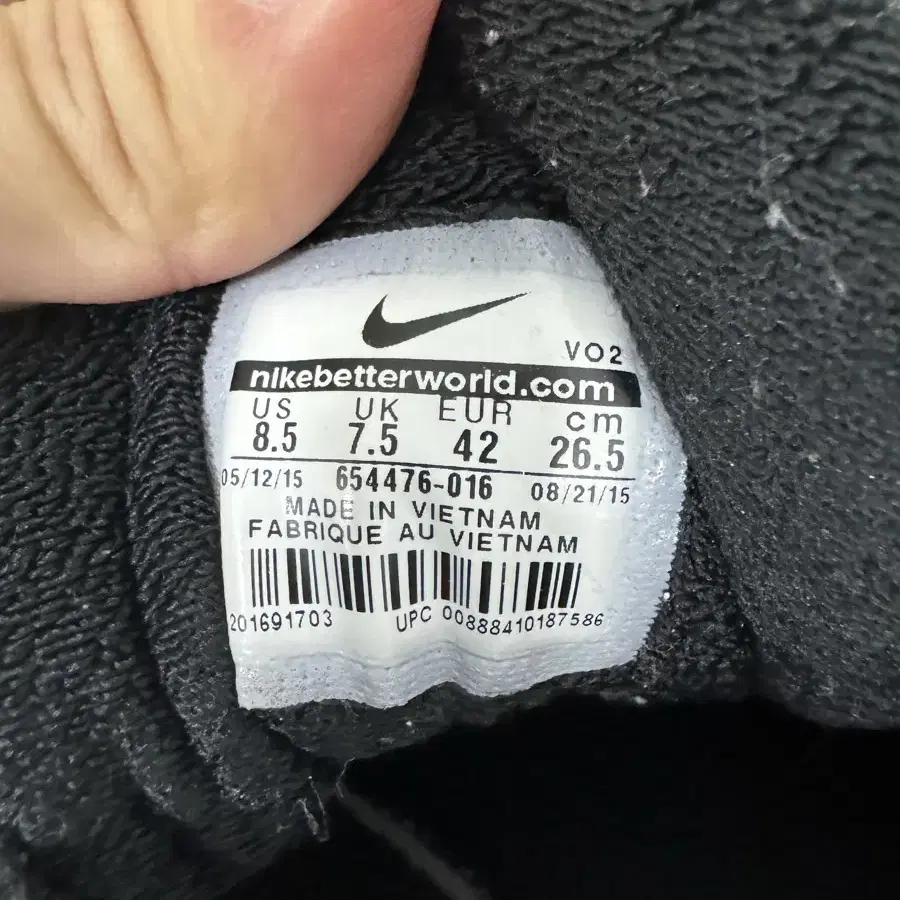 VO2
nikebetterworld.com
US UK EUR cm
8.5 7.5 42 26.5
05/12/15 654476-016 08/21/15
MADE IN VIETNAM
FABRIQUE AU VIETNAM
201691703 UPC 00888410187586